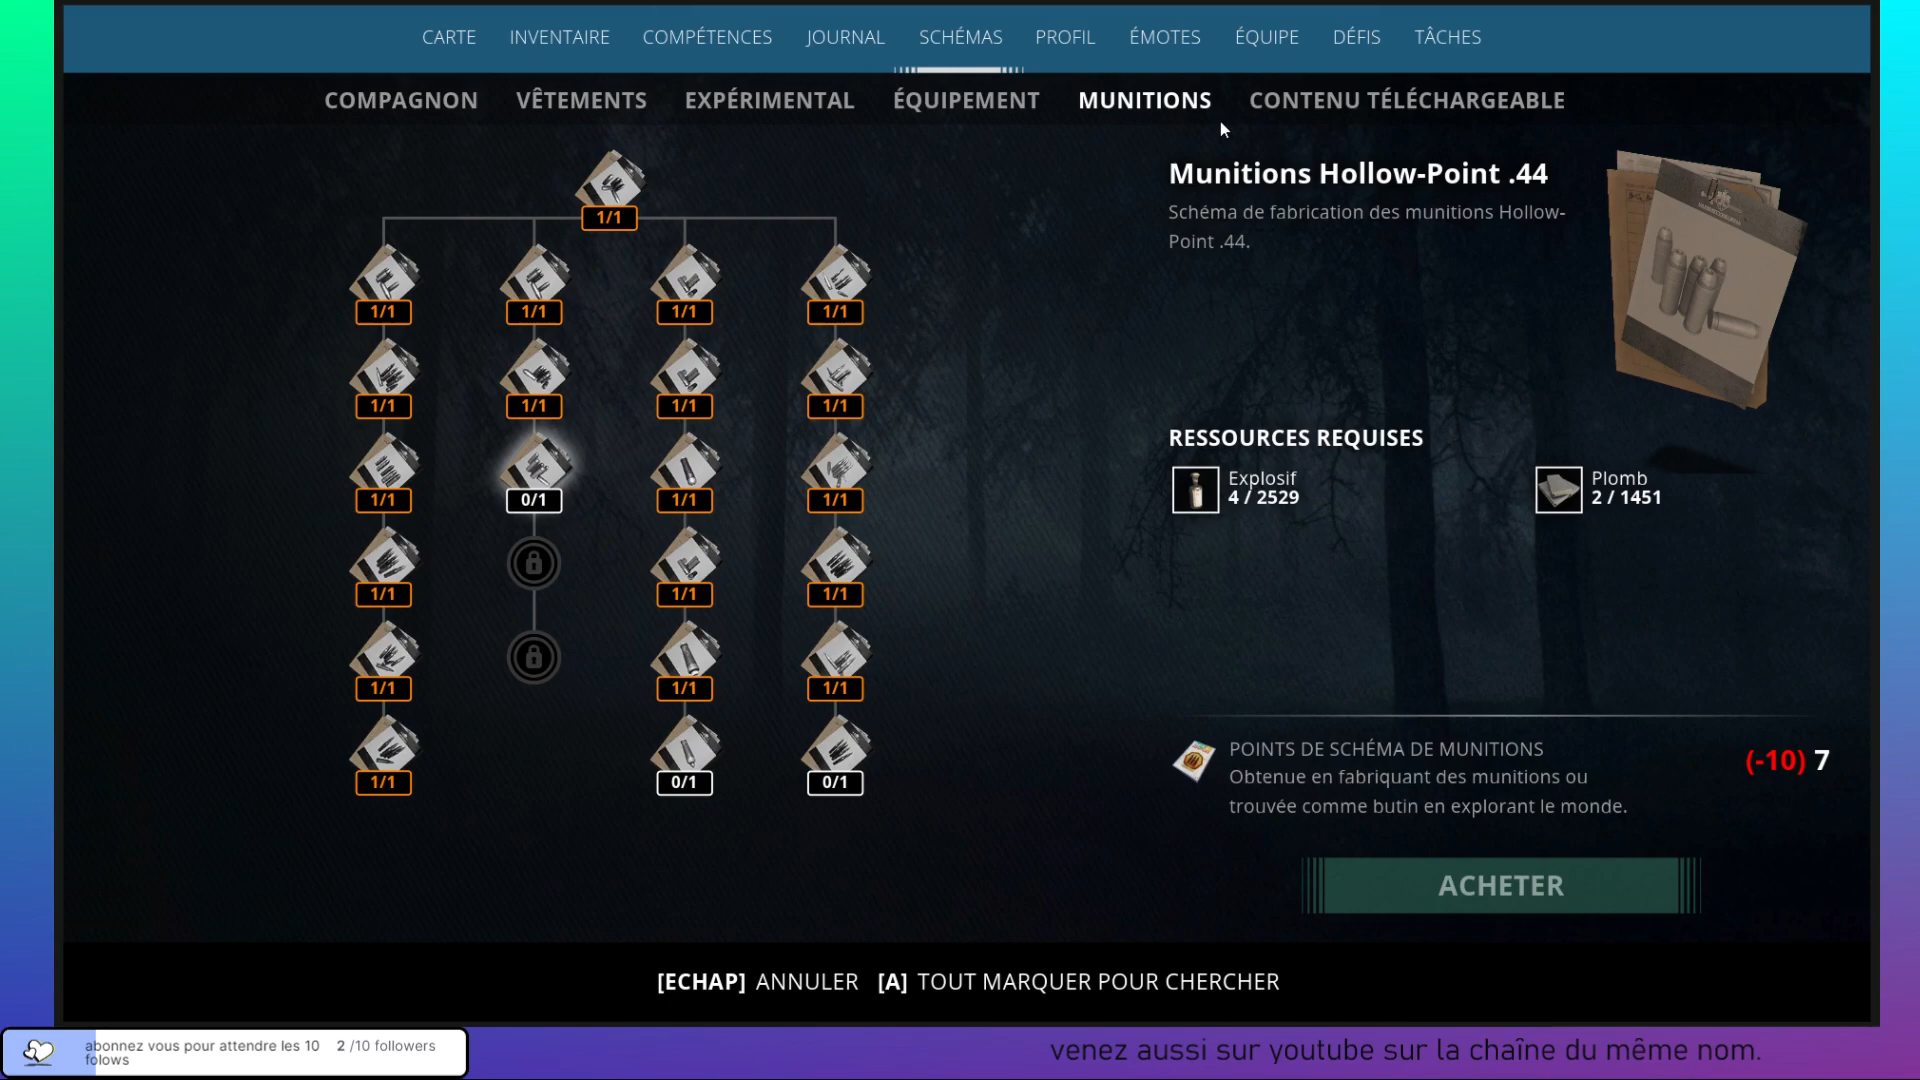 CARTE INVENTAIRE COMPÉTENCES JOURNAL SCHÉMAS PROFIL ÉMOTES ÉQUIPE DÉFIS TÂCHES
COMPAGNON VÊTEMENTS EXPÉRIMENTAL ÉQUIPEMENT MUNITIONS CONTENU TÉLÉCHARGEABLE
1/1
1/1 1/1 1/1 1/1
1/1 1/1 1/1 1/1
1/1 0/1 1/1 1/1
1/1 1/1 1/1
1/1 1/1 1/1
1/1 0/1 0/1
Munitions Hollow-Point .44
Schéma de fabrication des munitions Hollow-
Point .44.
RESSOURCES REQUISES
Explosif
4 / 2529
Plomb
2 / 1451
POINTS DE SCHÉMA DE MUNITIONS
Obtenue en fabriquant des munitions ou
trouvée comme butin en explorant le monde.
(-10) 7
ACHETER
[ECHAP] ANNULER [A] TOUT MARQUER POUR CHERCHER
abonnez vous pour attendre les 10
folows
2 /10 followers
venez aussi sur youtube sur la chaîne du même nom.